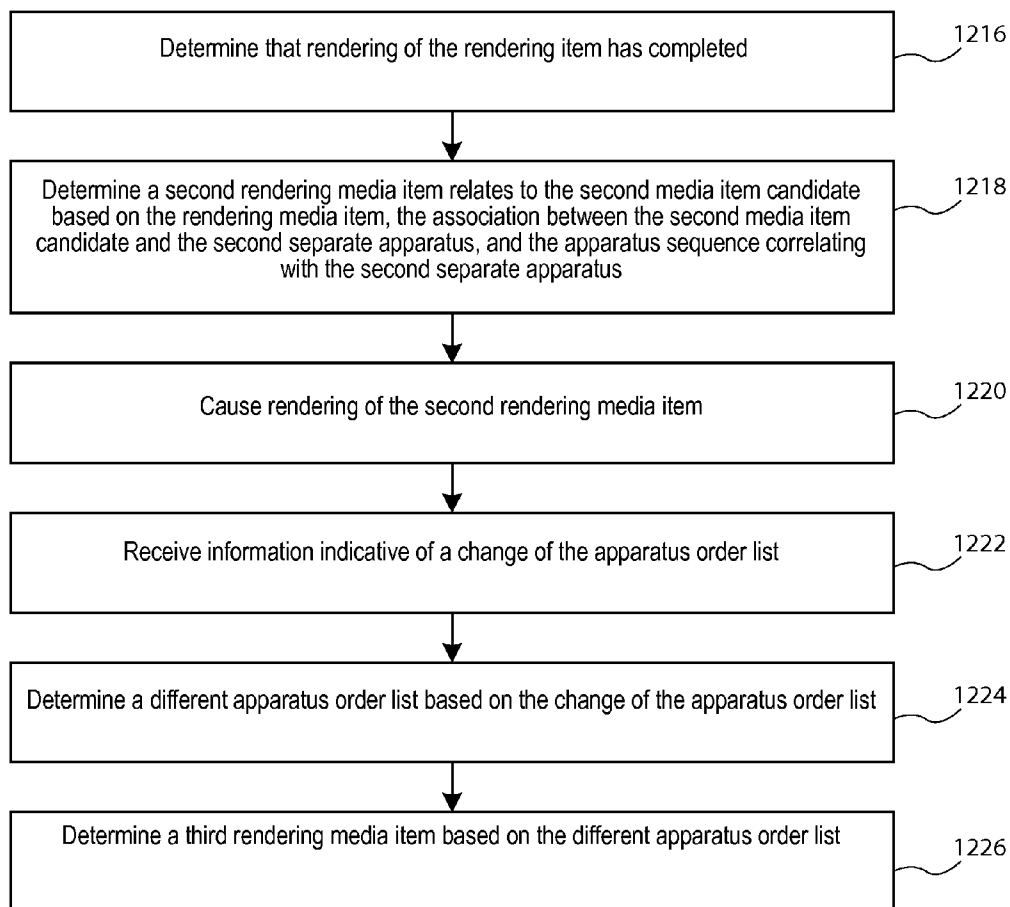 Determine that rendering of the rendering item has completed
1216
Determine a second rendering media item relates to the second media item candidate
based on the rendering media item, the association between the second media item
candidate and the second separate apparatus, and the apparatus sequence correlating
with the second separate apparatus
1218
Cause rendering of the second rendering media item
1220
Receive information indicative of a change of the apparatus order list
1222
Determine a different apparatus order list based on the change of the apparatus order list
1224
Determine a third rendering media item based on the different apparatus order list
1226